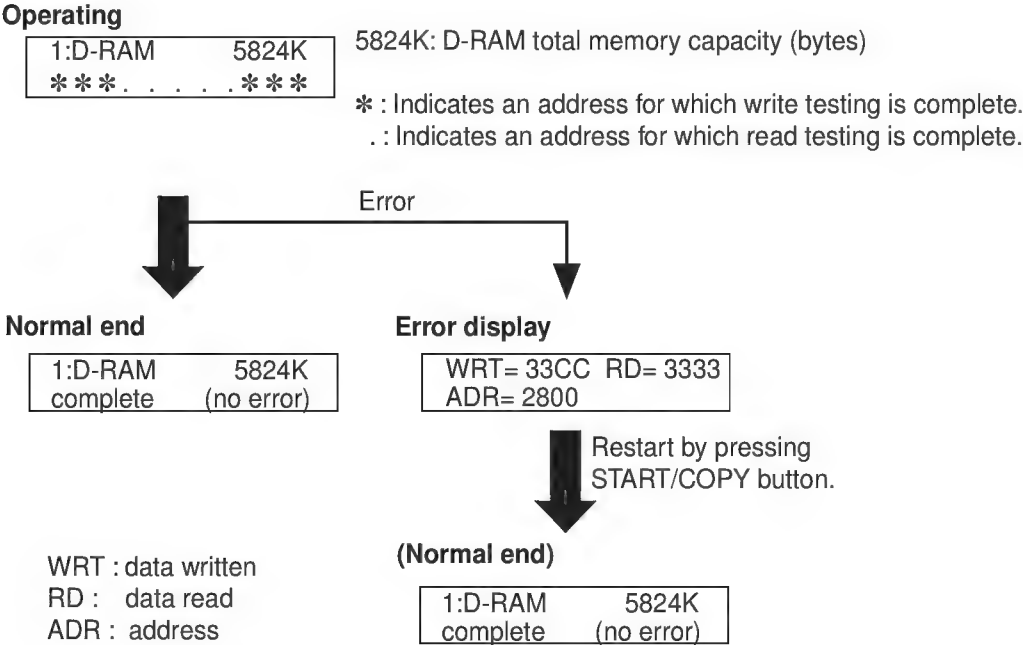 Operating
1:D-RAM 5824K
***. . . . .***
5824K: D-RAM total memory capacity (bytes)
* : Indicates an address for which write testing is complete.
. : Indicates an address for which read testing is complete.
Error
Normal end
1:D-RAM 5824K
complete (no error)
Error display
WRT= 33CC RD= 3333
ADR= 2800
Restart by pressing
START/COPY button.
(Normal end)
1:D-RAM 5824K
complete (no error)
WRT : data written
RD : data read
ADR : address